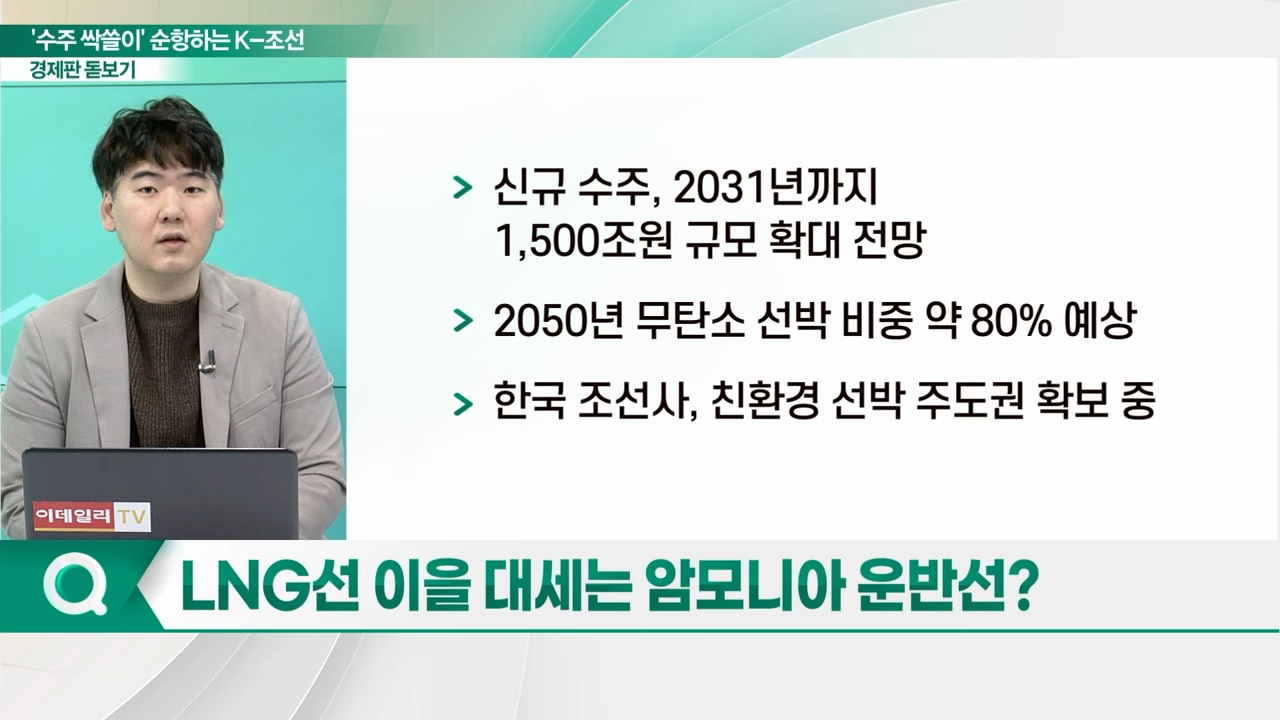 '수주 싹쓸이' 순항하는 K-조선
경제판 돋보기
> 신규 수주, 2031년까지
1,500조원 규모 확대 전망
> 2050년 무탄소 선박 비중 약 80% 예상
> 한국 조선사, 친환경 선박 주도권 확보 중
이데일리 TV
Q LNG선 이을 대세는 암모니아 운반선?